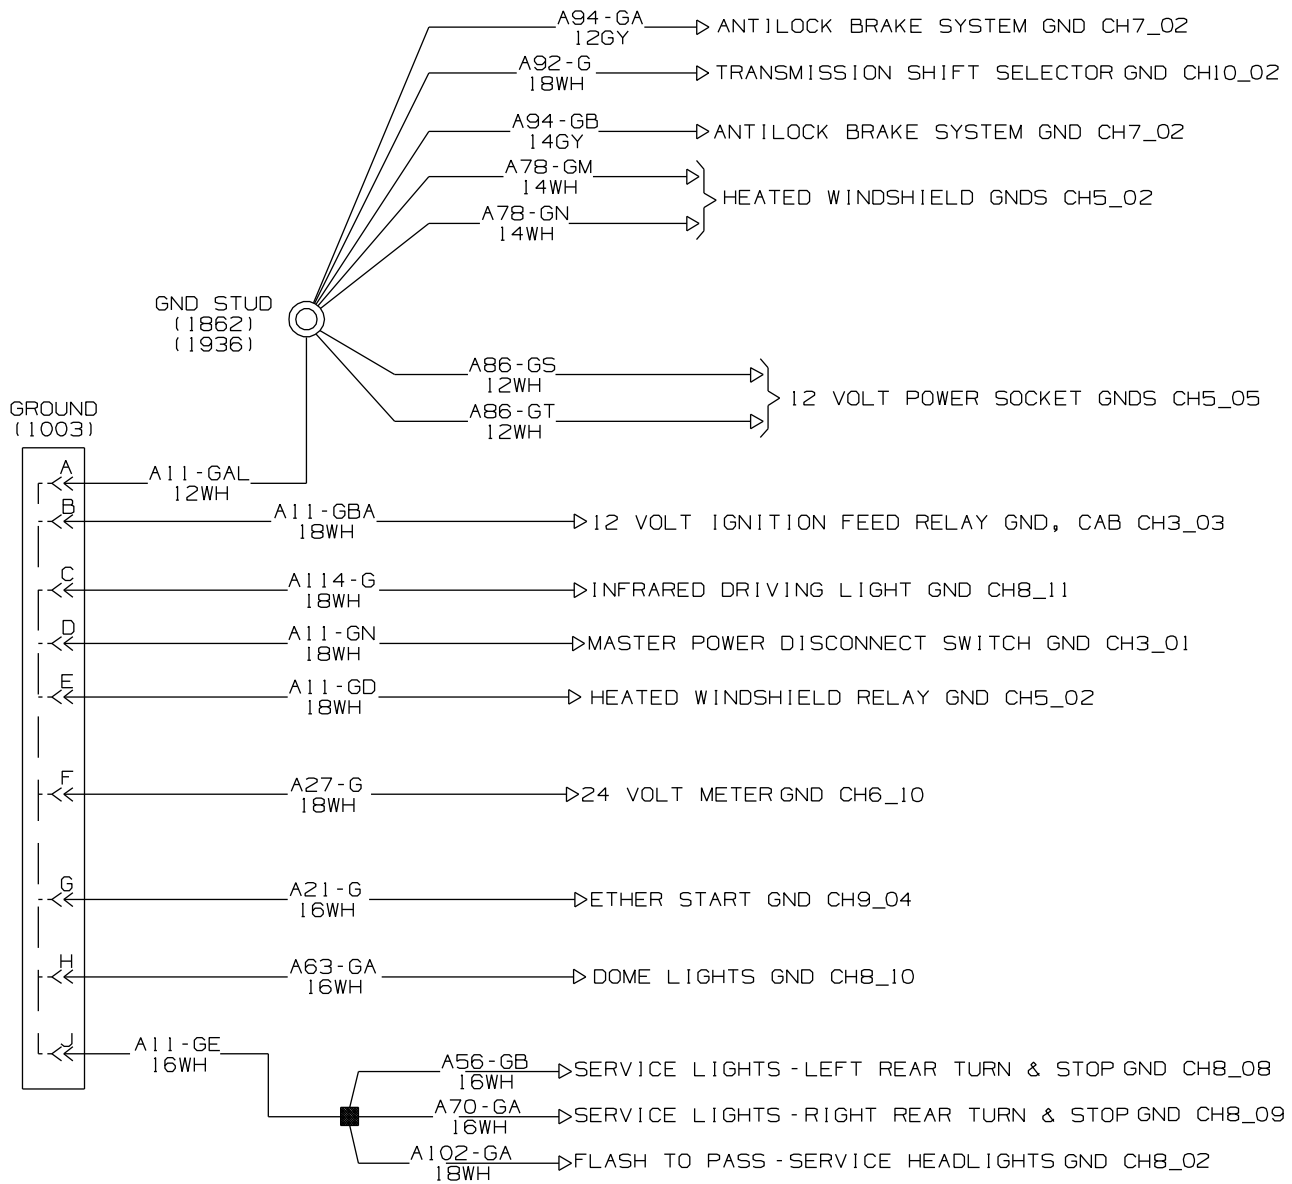 A94-GA
12GY
ANTILOCK BRAKE SYSTEM GND CH7_02
A92-G
18WH
TRANSMISSION SHIFT SELECTOR GND CH10_02
A94-GB
14GY
ANTILOCK BRAKE SYSTEM GND CH7_02
A78-GM
14WH
HEATED WINDSHIELD GNDS CH5_02
A78-GN
14WH
GND STUD
(1862)
(1936)
A86-GS
12WH
12 VOLT POWER SOCKET GNDS CH5_05
A86-GT
12WH
GROUND
(1003)
A
A11-GAL
12WH
B
A11-GBA
18WH
12 VOLT IGNITION FEED RELAY GND, CAB CH3_03
C
A114-G
18WH
INFRARED DRIVING LIGHT GND CH8_11
D
A11-GN
18WH
MASTER POWER DISCONNECT SWITCH GND CH3_01
E
A11-GD
18WH
HEATED WINDSHIELD RELAY GND CH5_02
F
A27-G
18WH
24 VOLT METER GND CH6_10
G
A21-G
16WH
ETHER START GND CH9_04
H
A63-GA
16WH
DOME LIGHTS GND CH8_10
J
A11-GE
16WH
A56-GB
16WH
SERVICE LIGHTS - LEFT REAR TURN & STOP GND CH8_08
A70-GA
16WH
SERVICE LIGHTS - RIGHT REAR TURN & STOP GND CH8_09
A102-GA
18WH
FLASH TO PASS - SERVICE HEADLIGHTS GND CH8_02